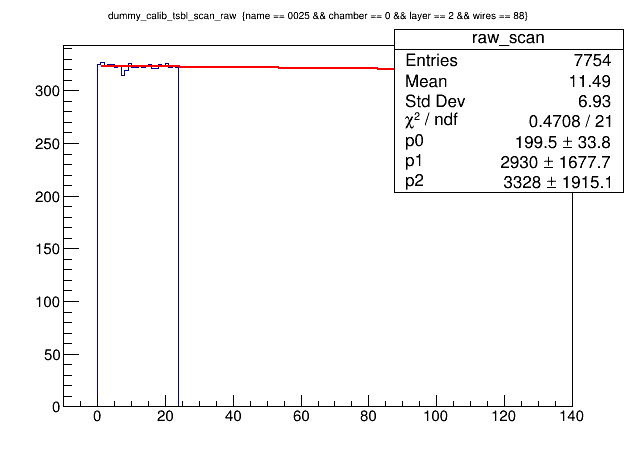 dummy_calib_tsbl_scan_raw {name == 0025 && chamber == 0 && layer == 2 && wires == 88}
raw_scan
Entries 7754
Mean 11.49
Std Dev 6.93
χ² / ndf 0.4708 / 21
p0 199.5 ± 33.8
p1 2930 ± 1677.7
p2 3328 ± 1915.1
300
250
200
150
100
50
0
0 20 40 60 80 100 120 140